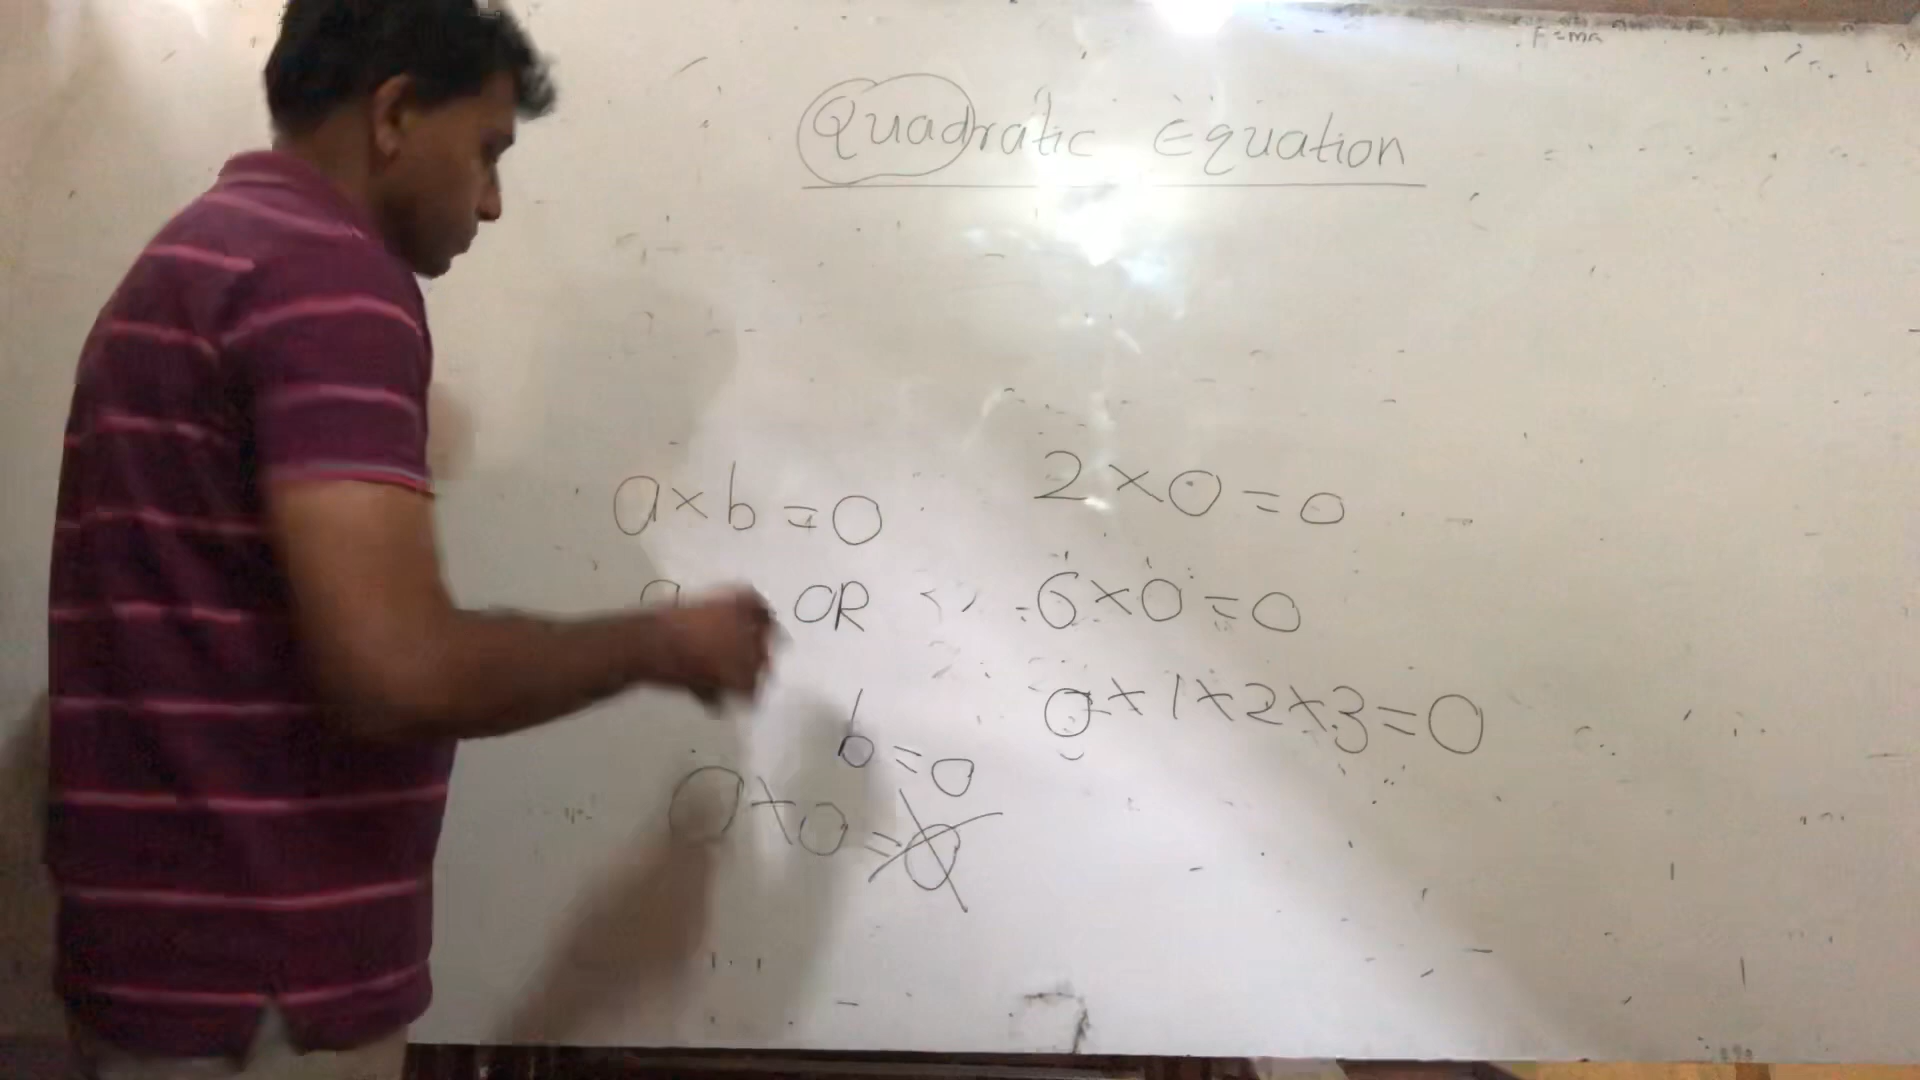 F=ma
Quadratic Equation
a×b=0
a OR
b=0
0×0=0
2×0=0
6×0=0
0×1×2×3=0